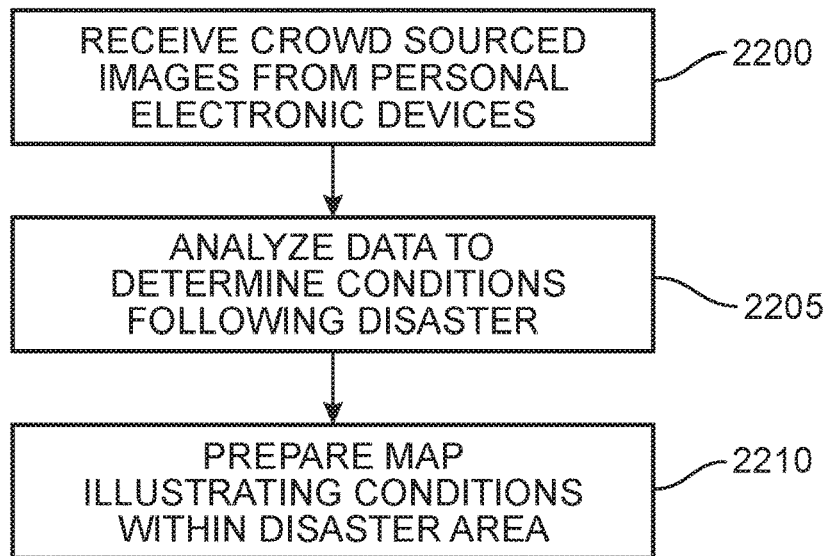 RECEIVE CROWD SOURCED
IMAGES FROM PERSONAL
ELECTRONIC DEVICES
2200
ANALYZE DATA TO
DETERMINE CONDITIONS
FOLLOWING DISASTER
2205
PREPARE MAP
ILLUSTRATING CONDITIONS
WITHIN DISASTER AREA
2210